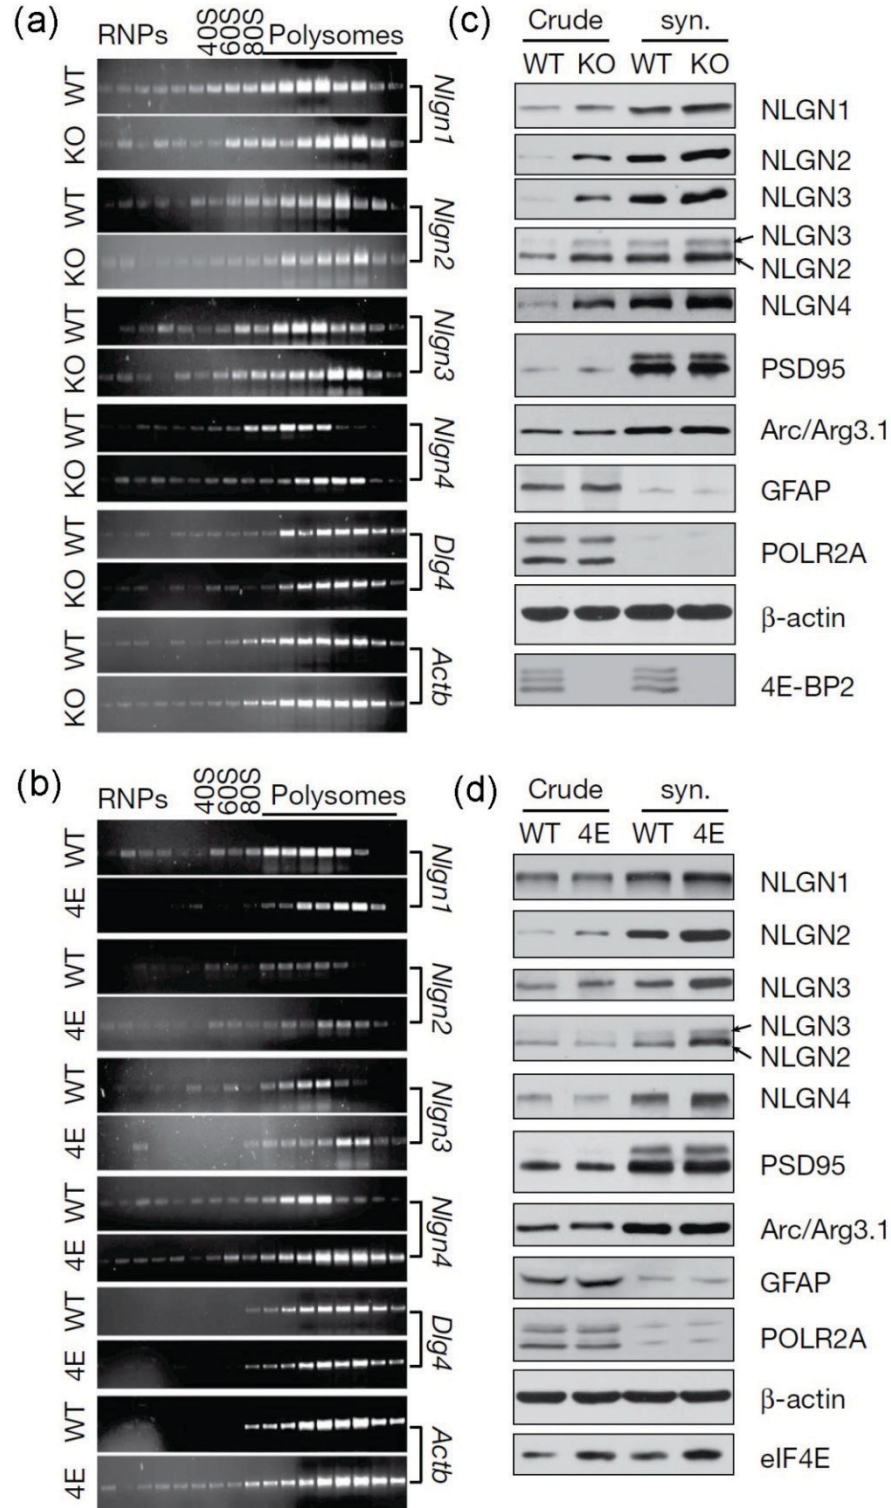 (a)
RNPs 40S 60S 80S Polysomes
WT
KO
Nlgn1
WT
KO
Nlgn2
WT
KO
Nlgn3
WT
KO
Nlgn4
WT
KO
Dlg4
WT
KO
Actb
(c)
Crude syn.
WT KO WT KO
NLGN1
NLGN2
NLGN3
NLGN3
NLGN2
NLGN4
PSD95
Arc/Arg3.1
GFAP
POLR2A
β-actin
4E-BP2
(b)
RNPs 40S 60S 80S Polysomes
WT
4E
Nlgn1
WT
4E
Nlgn2
WT
4E
Nlgn3
WT
4E
Nlgn4
WT
4E
Dlg4
WT
4E
Actb
(d)
Crude syn.
WT 4E WT 4E
NLGN1
NLGN2
NLGN3
NLGN3
NLGN2
NLGN4
PSD95
Arc/Arg3.1
GFAP
POLR2A
β-actin
eIF4E